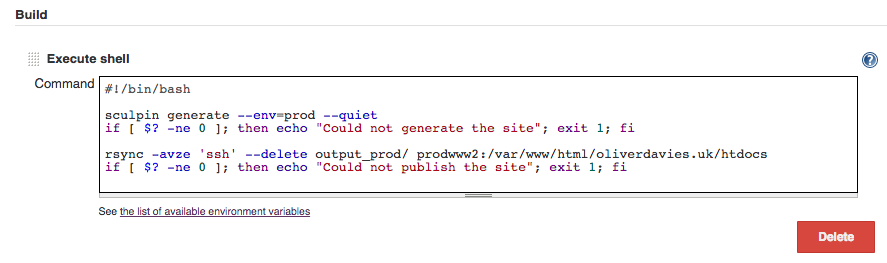 Build
Execute shell
?
Command
#!/bin/bash
sculpin generate --env=prod --quiet
if [ $? -ne 0 ]; then echo "Could not generate the site"; exit 1; fi
rsync -avze 'ssh' --delete output_prod/ prodwww2:/var/www/html/oliverdavies.uk/htdocs
if [ $? -ne 0 ]; then echo "Could not publish the site"; exit 1; fi
See the list of available environment variables
Delete